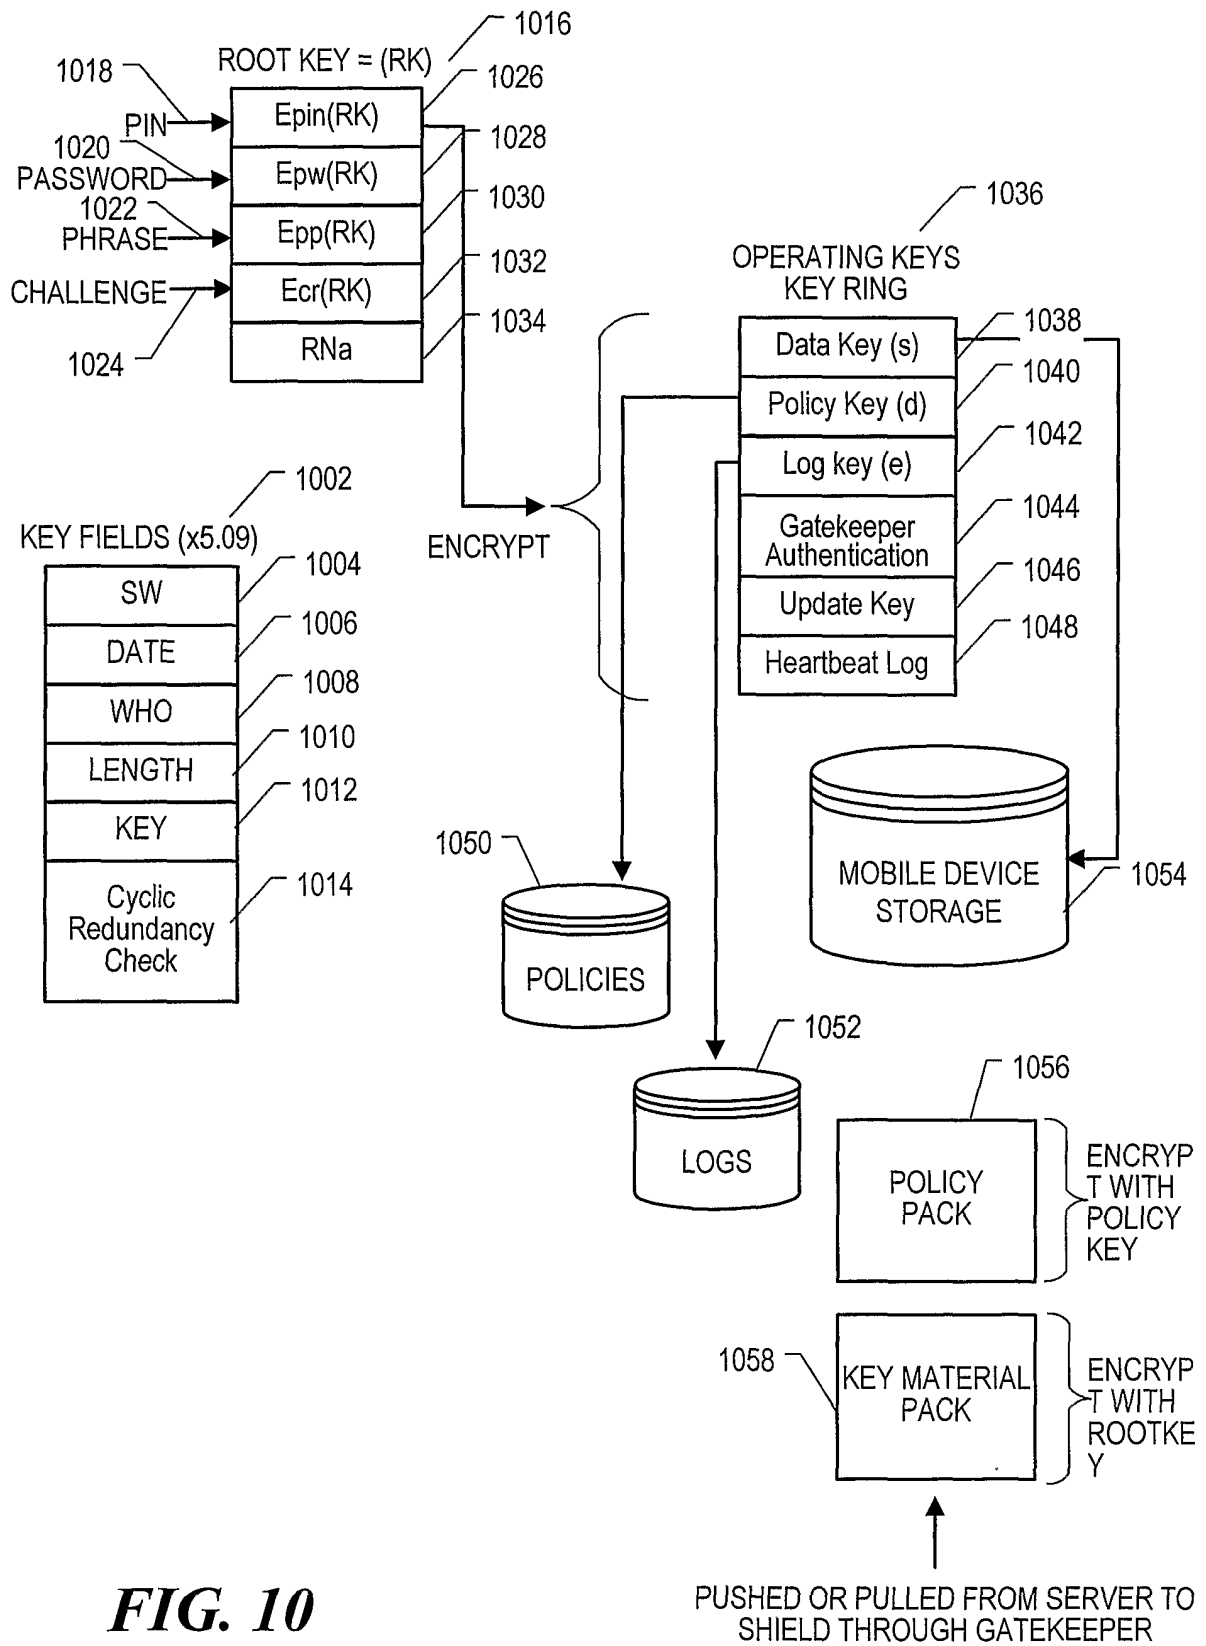 1016
ROOT KEY = (RK)
1018
1026
PIN
Epin(RK)
1028
1020
PASSWORD
Epw(RK)
1030
1022
PHRASE
Epp(RK)
1032
CHALLENGE
Ecr(RK)
1034
1024
RNa
1036
OPERATING KEYS
KEY RING
1038
Data Key (s)
1040
Policy Key (d)
1042
Log key (e)
1044
Gatekeeper
Authentication
1046
Update Key
1048
Heartbeat Log
ENCRYPT
1002
KEY FIELDS (x5.09)
1004
SW
1006
DATE
1008
WHO
1010
LENGTH
1012
KEY
1014
Cyclic
Redundancy
Check
1050
POLICIES
MOBILE DEVICE
STORAGE
1054
1052
LOGS
1056
POLICY
PACK
ENCRYP
T WITH
POLICY
KEY
1058
KEY MATERIAL
PACK
ENCRYP
T WITH
ROOTKE
Y
PUSHED OR PULLED FROM SERVER TO
SHIELD THROUGH GATEKEEPER
FIG. 10